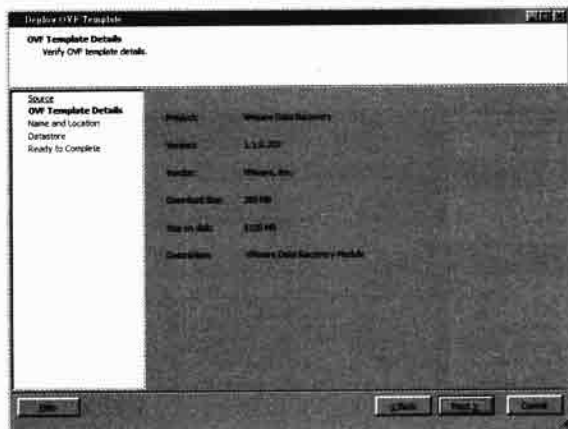 Deploy OVF Template
OVF Template Details
Verify OVF template details.
Source
OVF Template Details
Name and Location
Datastore
Ready to Complete
Product: VMware Data Recovery
Version:
Vendor: VMware, Inc.
Download size: MB
Size on disk: MB
Description: VMware Data Recovery Module
Help
< Back
Next >
Cancel